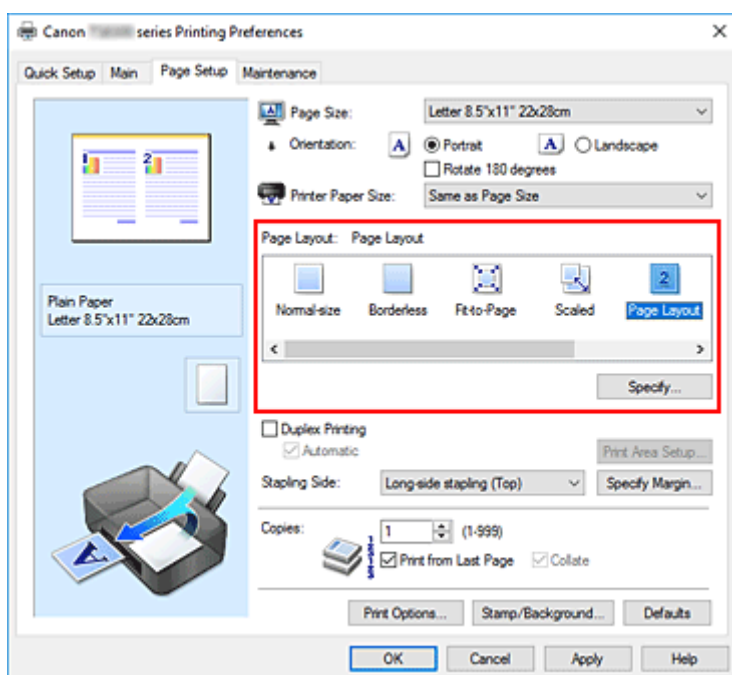 Canon series Printing Preferences
Quick Setup Main Page Setup Maintenance
Page Size: Letter 8.5"x11" 22x28cm
Orientation: A Portrait A Landscape
Rotate 180 degrees
Printer Paper Size: Same as Page Size
1 2
Page Layout: Page Layout
2
Normal-size Borderless Fit-to-Page Scaled Page Layout
Plain Paper
Letter 8.5"x11" 22x28cm
Specify...
Duplex Printing
Automatic
Print Area Setup...
Stapling Side: Long-side stapling (Top) Specify Margin...
Copies: 1 (1-999)
Print from Last Page Collate
A
Print Options... Stamp/Background... Defaults
OK Cancel Apply Help